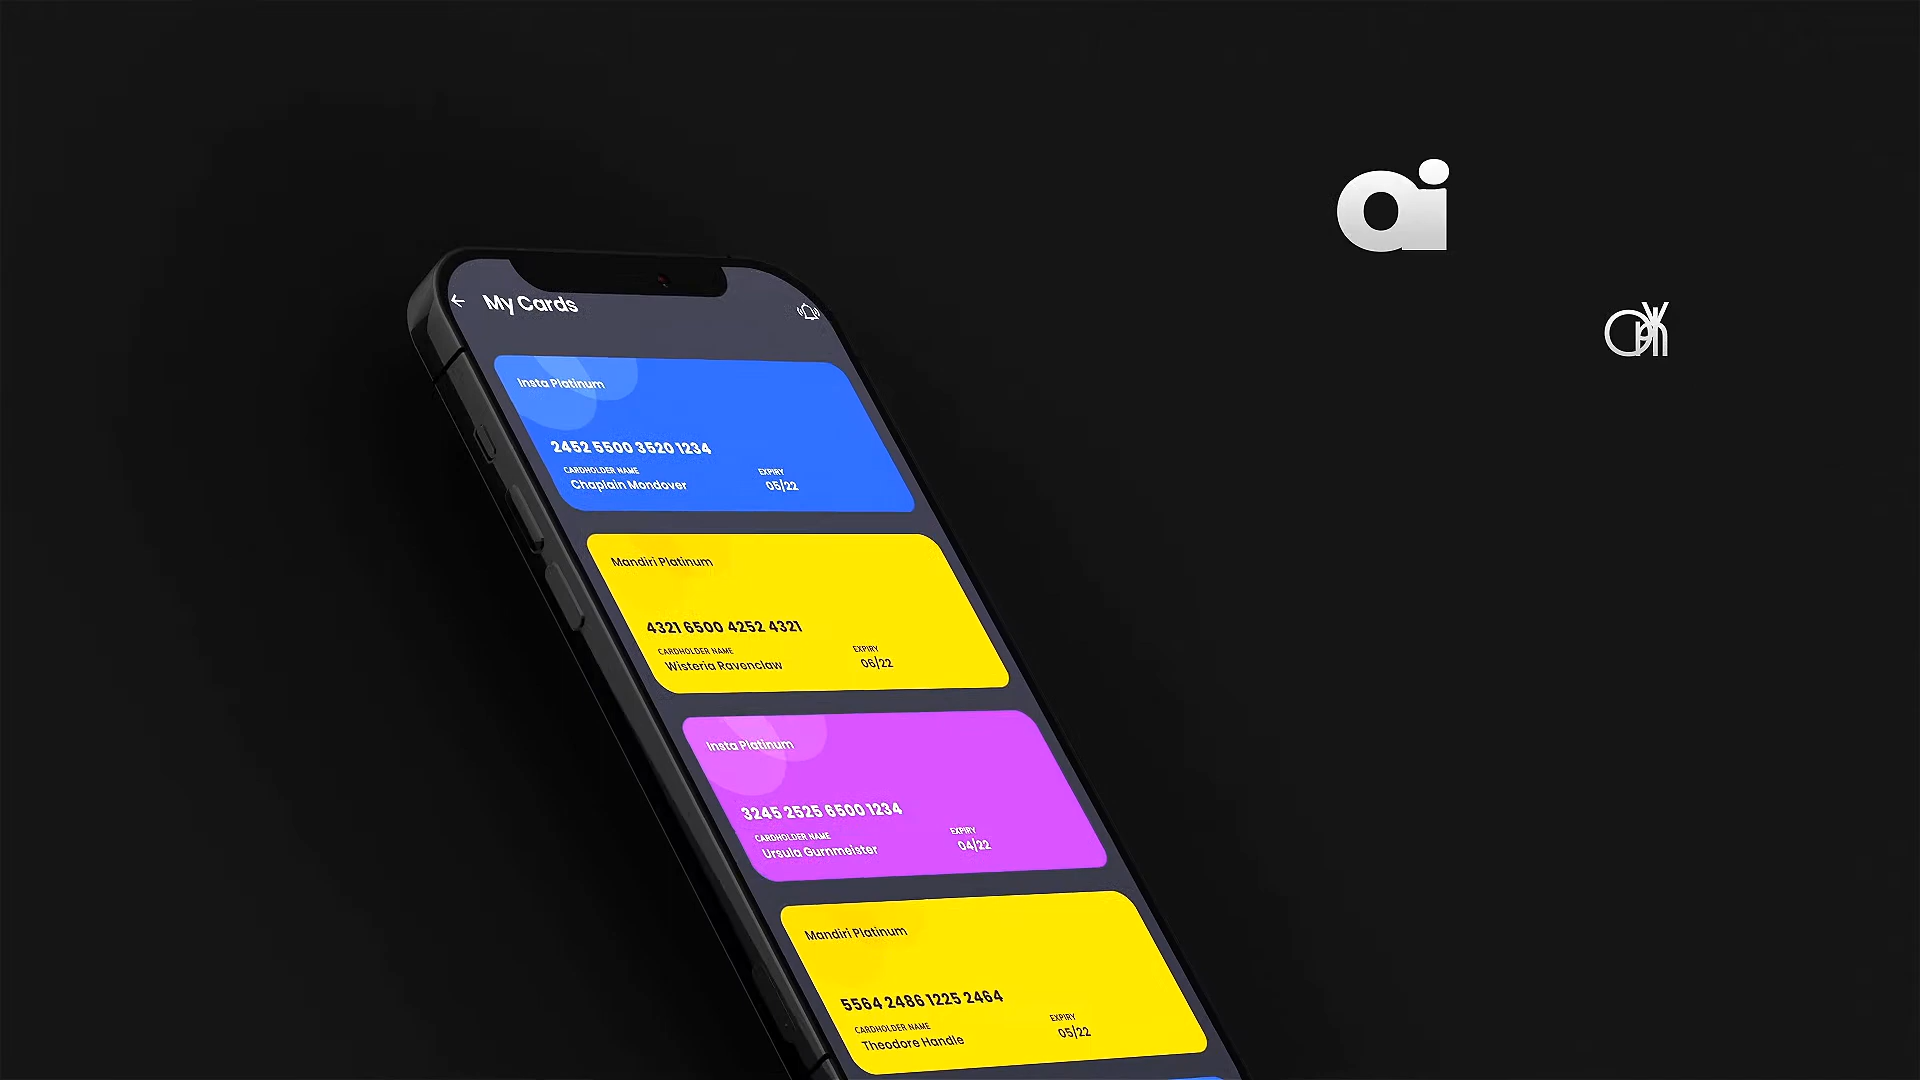 My Cards
Insta Platinum
2452 5500 3520 1234
CARDHOLDER NAME EXPIRY
Chaplain Mondover 05/22
Mandiri Platinum
4321 6500 4252 4321
CARDHOLDER NAME EXPIRY
Wisteria Ravenclaw 06/22
Insta Platinum
3245 2525 6500 1234
CARDHOLDER NAME EXPIRY
Ursula Gurnmeister 04/22
Mandiri Platinum
5564 2486 1225 2464
CARDHOLDER NAME EXPIRY
Theodore Handle 05/22
ai